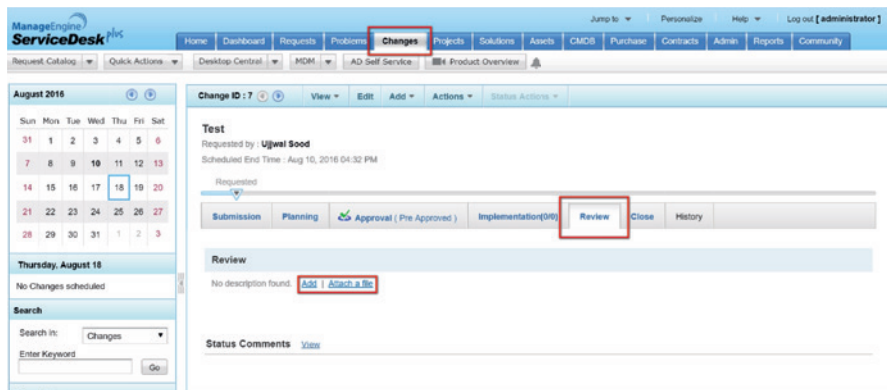 ManageEngine
ServiceDesk Plus
Jump to Personalize Help Log out [ administrator ]
Home Dashboard Requests Problems Changes Projects Solutions Assets CMDB Purchase Contracts Admin Reports Community
Request Catalog Quick Actions Desktop Central MDM AD Self Service Product Overview
August 2016
Sun Mon Tue Wed Thu Fri Sat
31 1 2 3 4 5 6
7 8 9 10 11 12 13
14 15 16 17 18 19 20
21 22 23 24 25 26 27
28 29 30 31 1 2 3
Thursday, August 18
No Changes scheduled
Search
Search in: Changes
Enter Keyword
Go
Change ID : 7 View Edit Add Actions Status Actions
Test
Requested by : Ujjwal Sood
Scheduled End Time : Aug 10, 2016 04:32 PM
Requested
Submission Planning Approval ( Pre Approved ) Implementation(0/0) Review Close History
Review
No description found. Add | Attach a file
Status Comments View